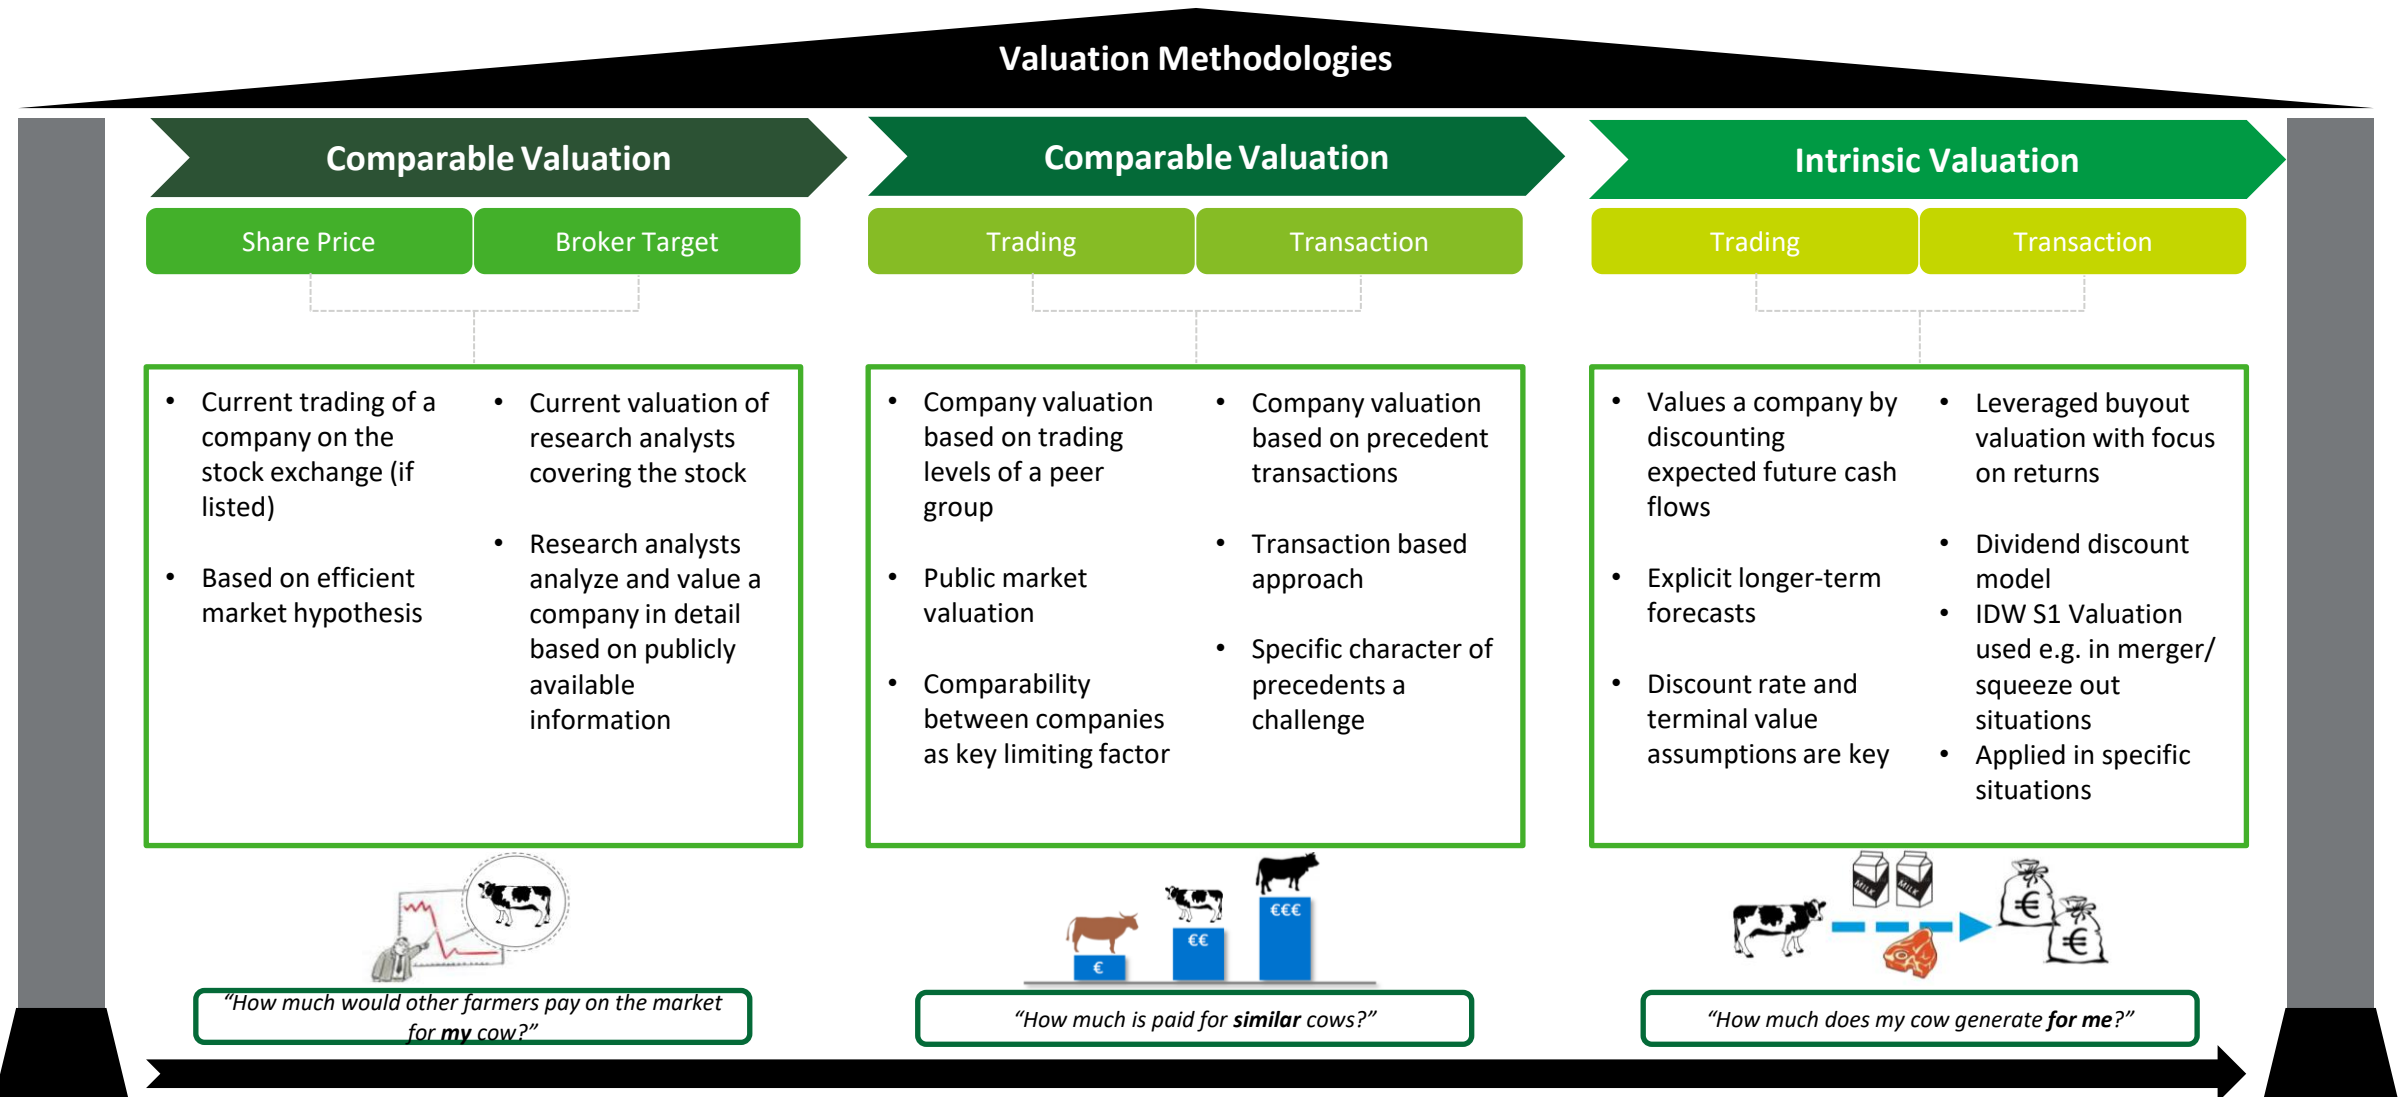 Valuation Methodologies
Comparable Valuation
Share Price
Broker Target
• Current trading of a
company on the
stock exchange (if
listed)
• Based on efficient
market hypothesis
• Current valuation of
research analysts
covering the stock
• Research analysts
analyze and value a
company in detail
based on publicly
available
information
“How much would other farmers pay on the market
for my cow?”
Comparable Valuation
Trading
Transaction
• Company valuation
based on trading
levels of a peer
group
• Public market
valuation
• Comparability
between companies
as key limiting factor
• Company valuation
based on precedent
transactions
• Transaction based
approach
• Specific character of
precedents a
challenge
€
€€
€€€
“How much is paid for similar cows?”
Intrinsic Valuation
Trading
Transaction
• Values a company by
discounting
expected future cash
flows
• Explicit longer-term
forecasts
• Discount rate and
terminal value
assumptions are key
• Leveraged buyout
valuation with focus
on returns
• Dividend discount
model
• IDW S1 Valuation
used e.g. in merger/
squeeze out
situations
• Applied in specific
situations
MILK
MILK
€
€
“How much does my cow generate for me?”